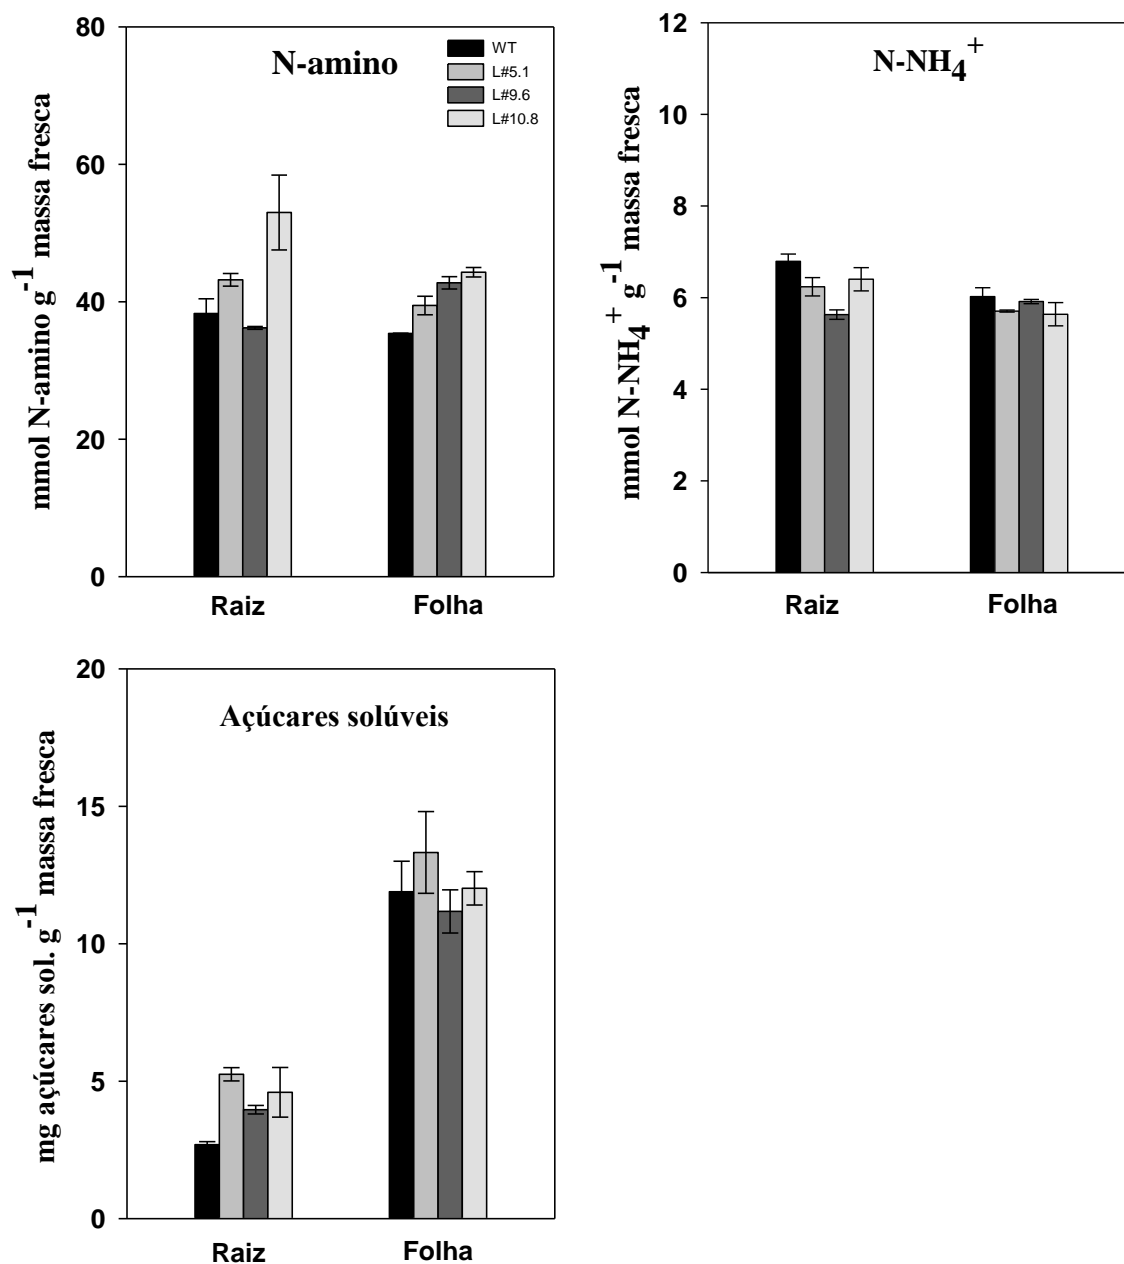 N-amino
WT
L#5.1
L#9.6
L#10.8
mmol N-amino g-1 massa fresca
80
60
40
20
0
Raiz Folha
N-NH4+
mmol N-NH4+ g-1 massa fresca
12
10
8
6
4
2
0
Raiz Folha
Açúcares solúveis
mg açúcares sol. g-1 massa fresca
20
15
10
5
0
Raiz Folha